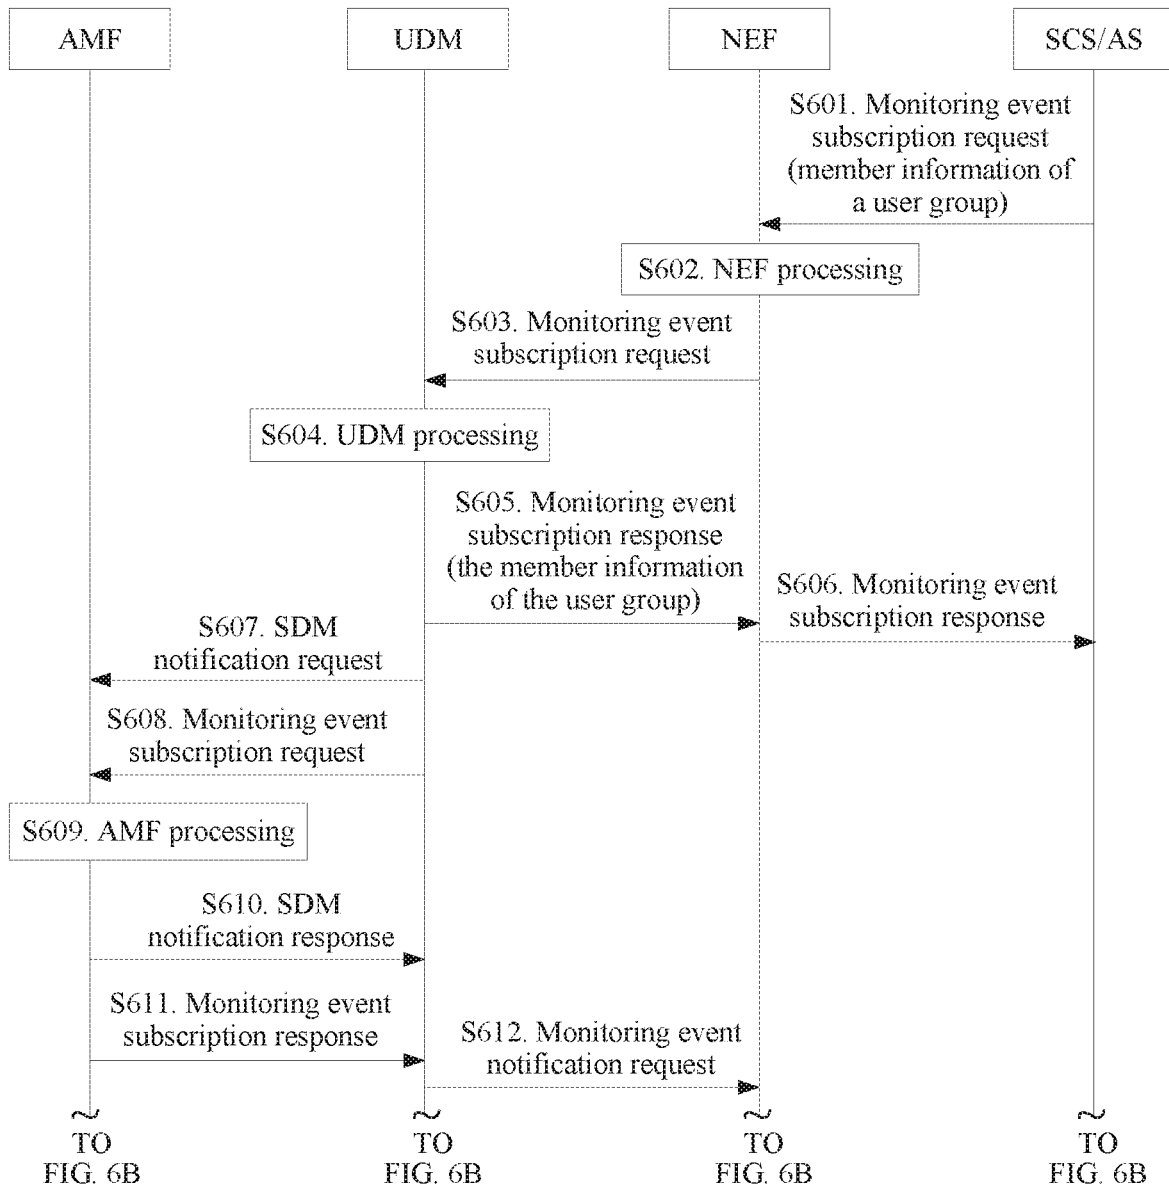 AMF
UDM
NEF
SCS/AS
S601. Monitoring event
subscription request
(member information of
a user group)
S602. NEF processing
S603. Monitoring event
subscription request
S604. UDM processing
S605. Monitoring event
subscription response
(the member information
of the user group)
S606. Monitoring event
subscription response
S607. SDM
notification request
S608. Monitoring event
subscription request
S609. AMF processing
S610. SDM
notification response
S611. Monitoring event
subscription response
S612. Monitoring event
notification request
TO
FIG. 6B
TO
FIG. 6B
TO
FIG. 6B
TO
FIG. 6B